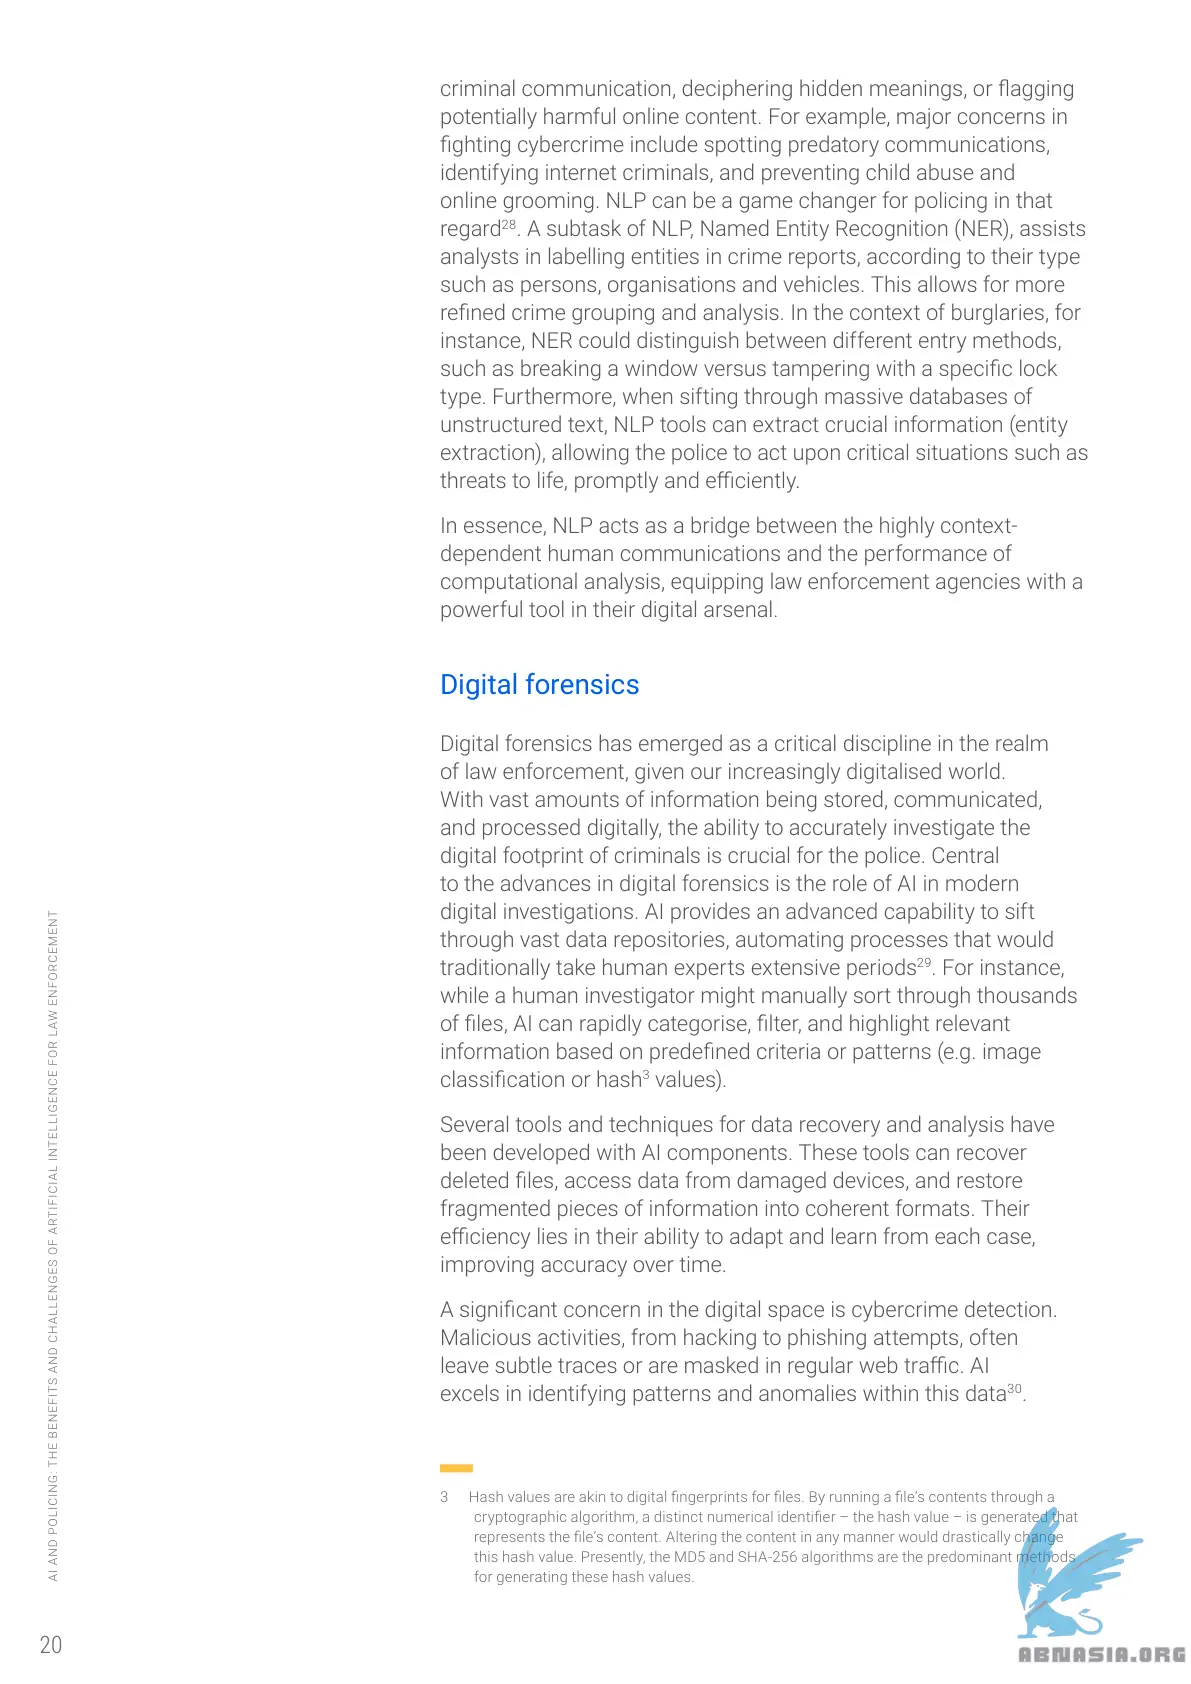 criminal communication, deciphering hidden meanings, or flagging
potentially harmful online content. For example, major concerns in
fighting cybercrime include spotting predatory communications,
identifying internet criminals, and preventing child abuse and
online grooming. NLP can be a game changer for policing in that
regard28. A subtask of NLP, Named Entity Recognition (NER), assists
analysts in labelling entities in crime reports, according to their type
such as persons, organisations and vehicles. This allows for more
refined crime grouping and analysis. In the context of burglaries, for
instance, NER could distinguish between different entry methods,
such as breaking a window versus tampering with a specific lock
type. Furthermore, when sifting through massive databases of
unstructured text, NLP tools can extract crucial information (entity
extraction), allowing the police to act upon critical situations such as
threats to life, promptly and efficiently.
In essence, NLP acts as a bridge between the highly context-
dependent human communications and the performance of
computational analysis, equipping law enforcement agencies with a
powerful tool in their digital arsenal.
Digital forensics
Digital forensics has emerged as a critical discipline in the realm
of law enforcement, given our increasingly digitalised world.
With vast amounts of information being stored, communicated,
and processed digitally, the ability to accurately investigate the
digital footprint of criminals is crucial for the police. Central
to the advances in digital forensics is the role of AI in modern
digital investigations. AI provides an advanced capability to sift
through vast data repositories, automating processes that would
traditionally take human experts extensive periods29. For instance,
while a human investigator might manually sort through thousands
of files, AI can rapidly categorise, filter, and highlight relevant
information based on predefined criteria or patterns (e.g. image
classification or hash3 values).
Several tools and techniques for data recovery and analysis have
been developed with AI components. These tools can recover
deleted files, access data from damaged devices, and restore
fragmented pieces of information into coherent formats. Their
efficiency lies in their ability to adapt and learn from each case,
improving accuracy over time.
A significant concern in the digital space is cybercrime detection.
Malicious activities, from hacking to phishing attempts, often
leave subtle traces or are masked in regular web traffic. AI
excels in identifying patterns and anomalies within this data30.
3 Hash values are akin to digital fingerprints for files. By running a file's contents through a
cryptographic algorithm, a distinct numerical identifier – the hash value – is generated that
represents the file's content. Altering the content in any manner would drastically change
this hash value. Presently, the MD5 and SHA-256 algorithms are the predominant methods
for generating these hash values.
AI AND POLICING: THE BENEFITS AND CHALLENGES OF ARTIFICIAL INTELLIGENCE FOR LAW ENFORCEMENT
20
ABNASIA.ORG